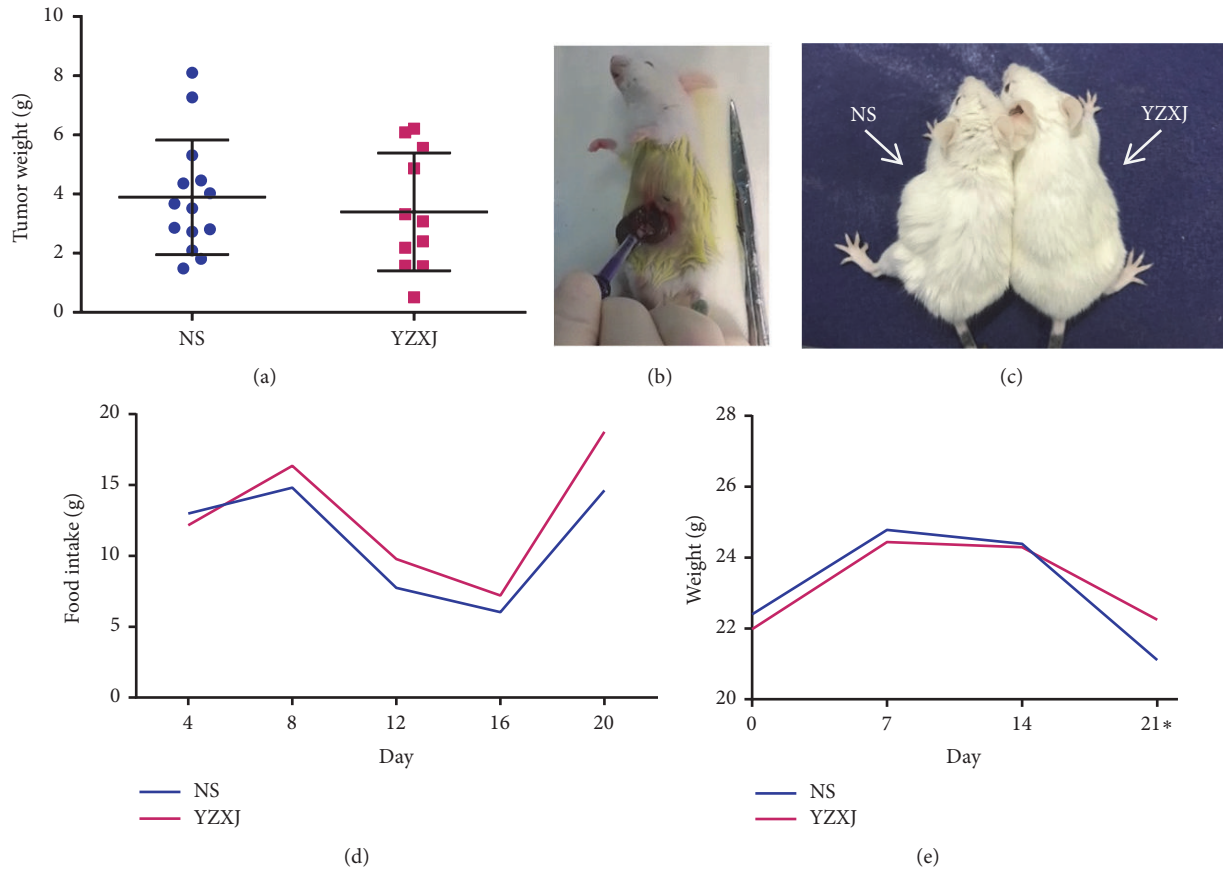 10
8
6
4
2
0
Tumor weight (g)
NS
YZXJ
(a)
(b)
NS
YZXJ
(c)
20
15
10
5
0
Food intake (g)
4
8
12
16
20
Day
NS
YZXJ
(d)
28
26
24
22
20
Weight (g)
0
7
14
21*
Day
NS
YZXJ
(e)